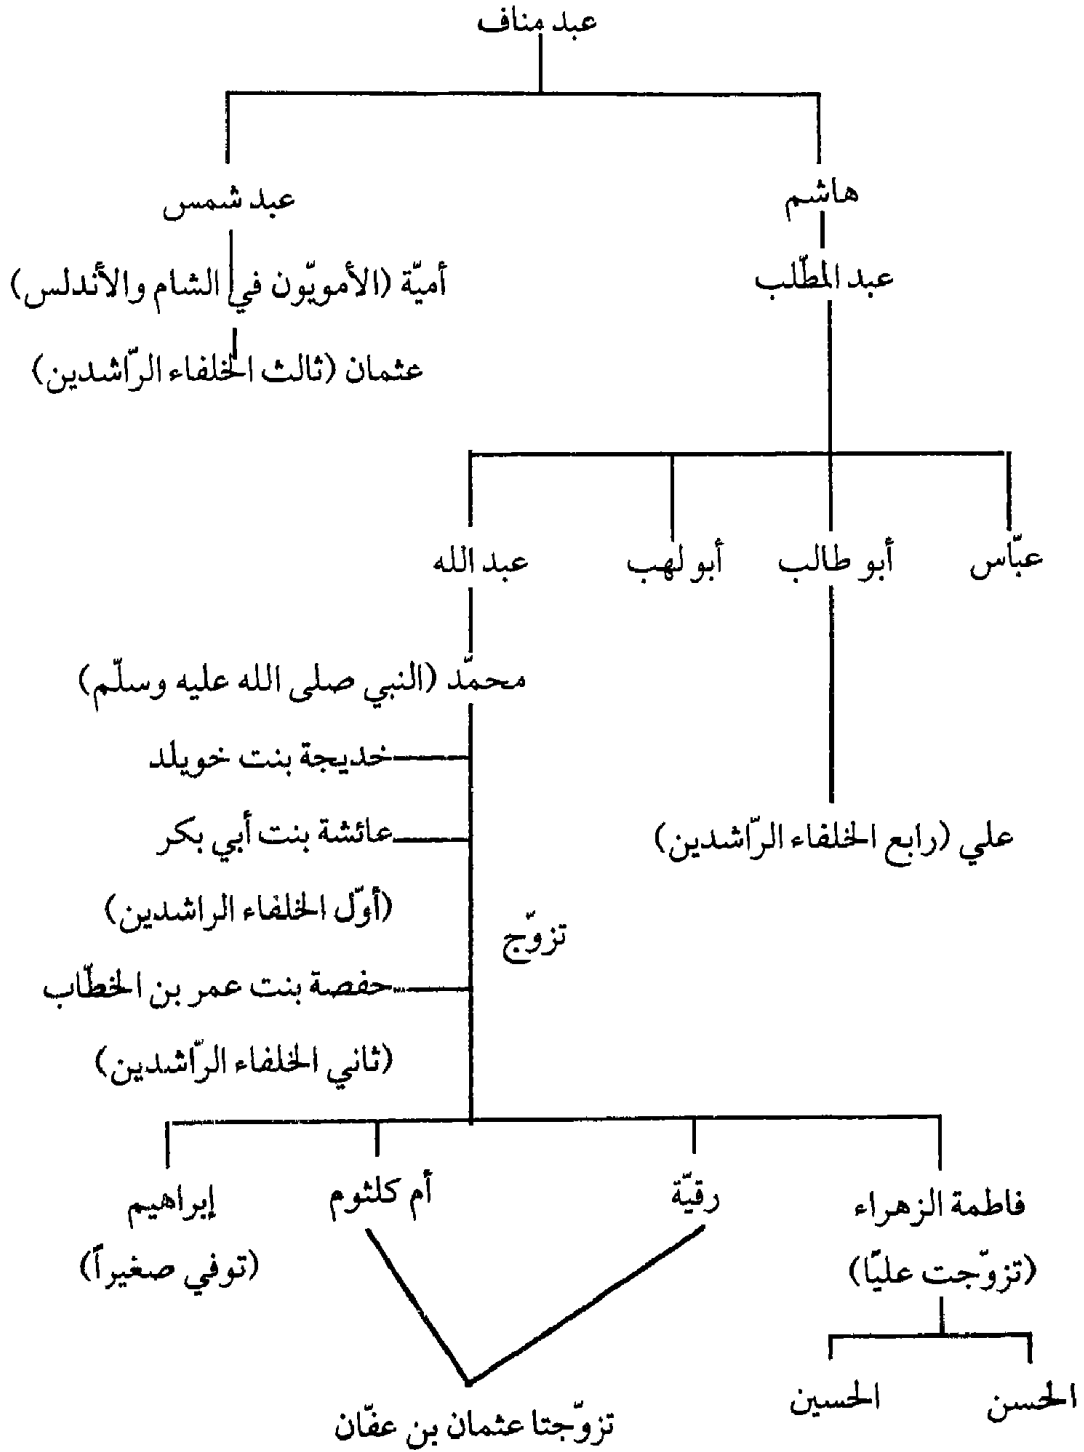 عبد مناف
هاشم
عبد شمس
عبد المطّلب
أميّة (الأمويّون في الشام والأندلس)
عثمان (ثالث الخلفاء الرّاشدين)
عبّاس
أبو طالب
أبو لهب
عبد الله
محمّد (النبي صلى الله عليه وسلّم)
خديجة بنت خويلد
عائشة بنت أبي بكر
علي (رابع الخلفاء الرّاشدين)
(أوّل الخلفاء الراشدين)
تزوّج
حفصة بنت عمر بن الخطّاب
(ثاني الخلفاء الرّاشدين)
فاطمة الزهراء
رقيّة
أم كلثوم
إبراهيم
(تزوّجت عليّا)
(توفي صغيراً)
الحسن
الحسين
تزوّجتا عثمان بن عفّان